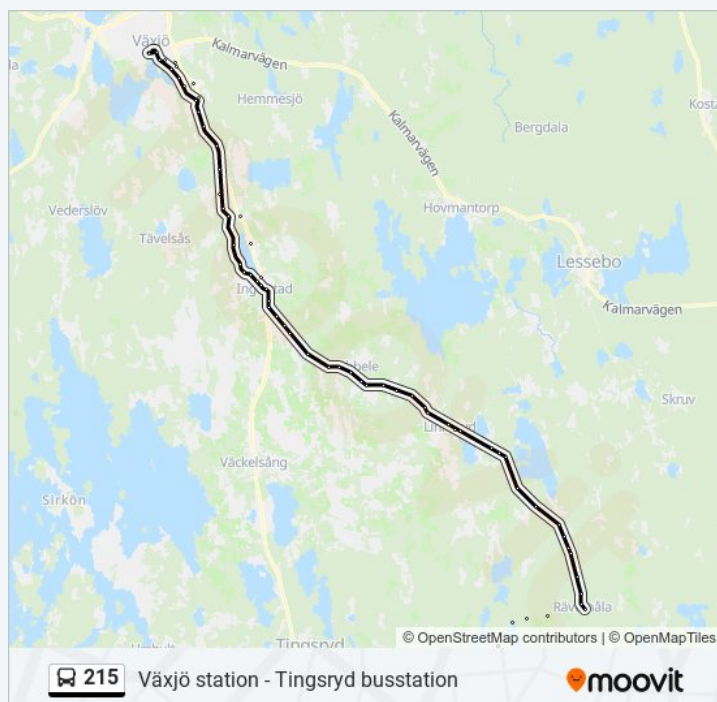 Växjö
Kalmarvägen
Hemmesjö
Kosta
Kalmarvägen
Bergdala
Vederslöv
Hovmantorp
Tävelsås
Lessebo
Kalmarvägen
Skruv
Väckelsång
Sirkön
Tingsryd
© OpenStreetMap contributors | © OpenMapTiles
215 Växjö station - Tingsryd busstation moovit